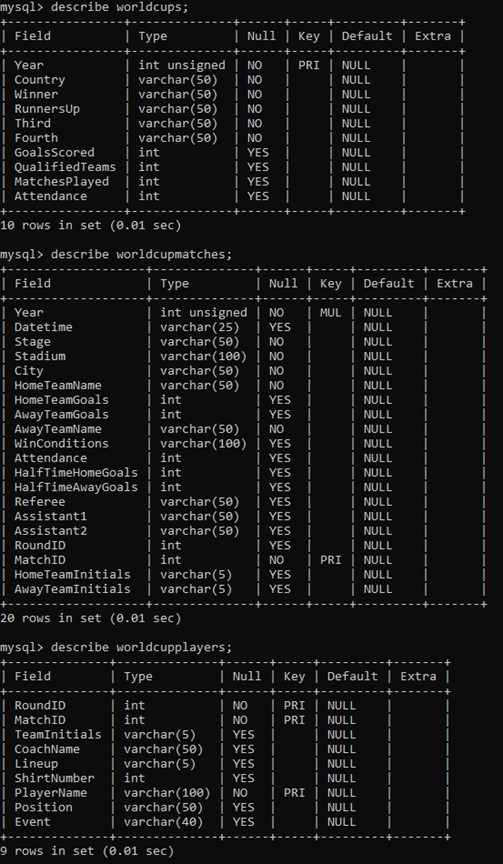 mysql> describe worldcups;
+----------------+--------------+------+-----+---------+-------+
| Field          | Type         | Null | Key | Default | Extra |
+----------------+--------------+------+-----+---------+-------+
| Year           | int unsigned | NO   | PRI | NULL    |       |
| Country        | varchar(50)  | NO   |     | NULL    |       |
| Winner         | varchar(50)  | NO   |     | NULL    |       |
| RunnersUp      | varchar(50)  | NO   |     | NULL    |       |
| Third          | varchar(50)  | NO   |     | NULL    |       |
| Fourth         | varchar(50)  | NO   |     | NULL    |       |
| GoalsScored    | int          | YES  |     | NULL    |       |
| QualifiedTeams | int          | YES  |     | NULL    |       |
| MatchesPlayed  | int          | YES  |     | NULL    |       |
| Attendance     | int          | YES  |     | NULL    |       |
+----------------+--------------+------+-----+---------+-------+
10 rows in set (0.01 sec)
mysql> describe worldcupmatches;
+-------------------+--------------+------+-----+---------+-------+
| Field             | Type         | Null | Key | Default | Extra |
+-------------------+--------------+------+-----+---------+-------+
| Year              | int unsigned | NO   | MUL | NULL    |       |
| Datetime          | varchar(25)  | YES  |     | NULL    |       |
| Stage             | varchar(50)  | NO   |     | NULL    |       |
| Stadium           | varchar(100) | NO   |     | NULL    |       |
| City              | varchar(50)  | NO   |     | NULL    |       |
| HomeTeamName      | varchar(50)  | NO   |     | NULL    |       |
| HomeTeamGoals     | int          | YES  |     | NULL    |       |
| AwayTeamGoals     | int          | YES  |     | NULL    |       |
| AwayTeamName      | varchar(50)  | NO   |     | NULL    |       |
| WinConditions     | varchar(100) | YES  |     | NULL    |       |
| Attendance        | int          | YES  |     | NULL    |       |
| HalfTimeHomeGoals | int          | YES  |     | NULL    |       |
| HalfTimeAwayGoals | int          | YES  |     | NULL    |       |
| Referee           | varchar(50)  | YES  |     | NULL    |       |
| Assistant1        | varchar(50)  | YES  |     | NULL    |       |
| Assistant2        | varchar(50)  | YES  |     | NULL    |       |
| RoundID           | int          | YES  |     | NULL    |       |
| MatchID           | int          | NO   | PRI | NULL    |       |
| HomeTeamInitials  | varchar(5)   | YES  |     | NULL    |       |
| AwayTeamInitials  | varchar(5)   | YES  |     | NULL    |       |
+-------------------+--------------+------+-----+---------+-------+
20 rows in set (0.01 sec)
mysql> describe worldcupplayers;
+--------------+--------------+------+-----+---------+-------+
| Field        | Type         | Null | Key | Default | Extra |
+--------------+--------------+------+-----+---------+-------+
| RoundID      | int          | NO   | PRI | NULL    |       |
| MatchID      | int          | NO   | PRI | NULL    |       |
| TeamInitials | varchar(5)   | YES  |     | NULL    |       |
| CoachName    | varchar(50)  | YES  |     | NULL    |       |
| Lineup       | varchar(5)   | YES  |     | NULL    |       |
| ShirtNumber  | int          | YES  |     | NULL    |       |
| PlayerName   | varchar(100) | NO   | PRI | NULL    |       |
| Position     | varchar(50)  | YES  |     | NULL    |       |
| Event        | varchar(40)  | YES  |     | NULL    |       |
+--------------+--------------+------+-----+---------+-------+
9 rows in set (0.01 sec)